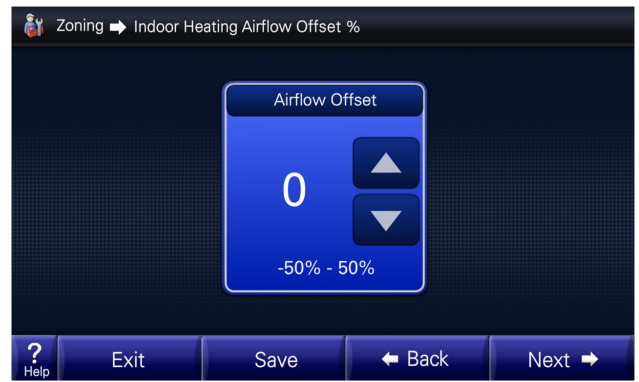 Zoning ➡ Indoor Heating Airflow Offset %
Airflow Offset
0
-50% - 50%
?
Help
Exit
Save
⬅ Back
Next ➡